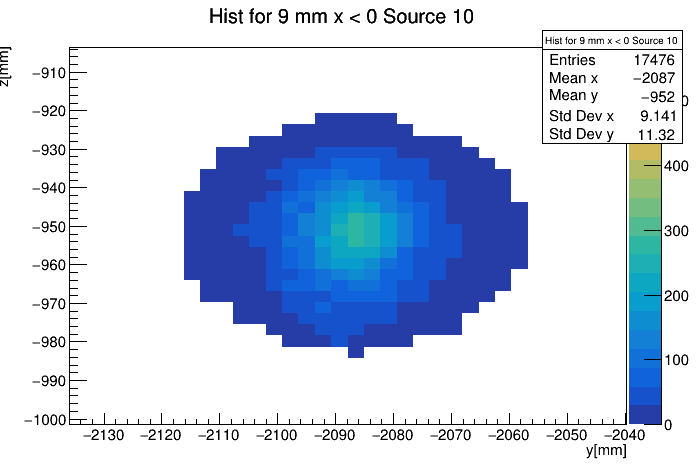 Hist for 9 mm x < 0 Source 10
Hist for 9 mm x < 0 Source 10
Entries 17476
Mean x −2087
Mean y −952
Std Dev x 9.141
Std Dev y 11.32
z[mm]
−910
−920
−930
−940
−950
−960
−970
−980
−990
−1000
−2130 −2120 −2110 −2100 −2090 −2080 −2070 −2060 −2050 −2040
y[mm]
0
400
300
200
100
0